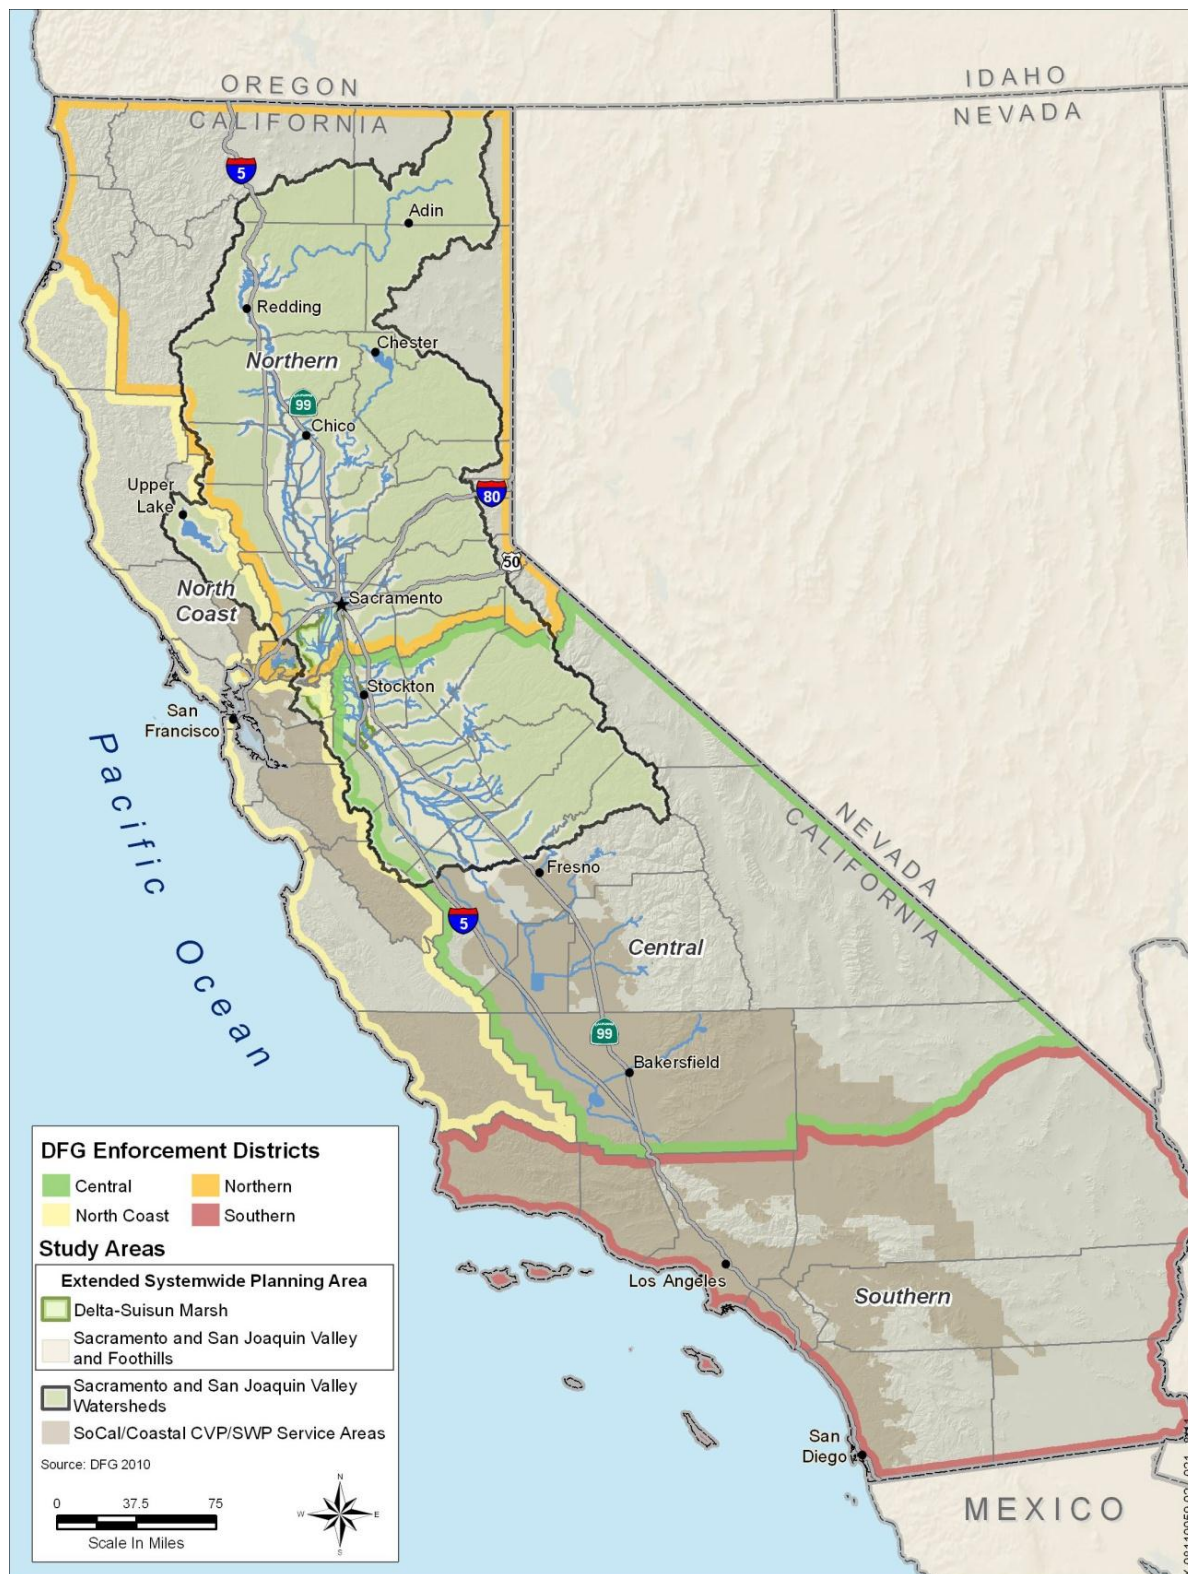 OREGON
CALIFORNIA
IDAHO
NEVADA
5
Adin
Redding
Northern
Chester
99
Chico
Upper
Lake
80
50
North
Coast
Sacramento
Stockton
San
Francisco
Pacific Ocean
NEVADA
CALIFORNIA
Fresno
5
Central
99
Bakersfield
Los Angeles
Southern
San
Diego
MEXICO
DFG Enforcement Districts
Central
Northern
North Coast
Southern
Study Areas
Extended Systemwide Planning Area
Delta-Suisun Marsh
Sacramento and San Joaquin Valley
and Foothills
Sacramento and San Joaquin Valley
Watersheds
SoCal/Coastal CVP/SWP Service Areas
Source: DFG 2010
0 37.5 75
Scale In Miles
N
W E
S